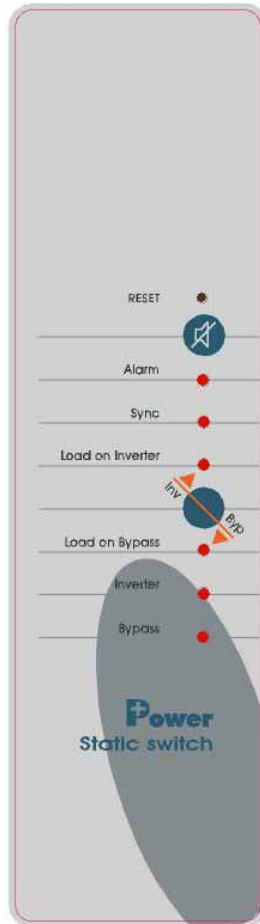 RESET
Alarm
Sync
Load on Inverter
Inv
Byp
Load on Bypass
Inverter
Bypass
Power
Static switch